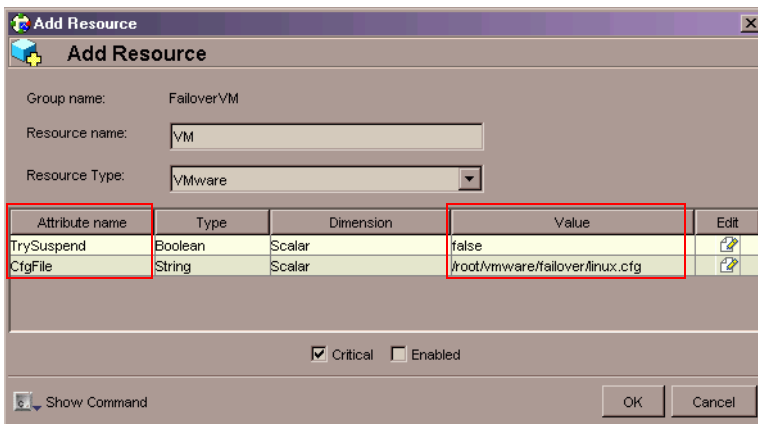 Add Resource
Add Resource
Group name: FailoverVM
Resource name: VM
Resource Type: VMware
Attribute name Type Dimension Value Edit
TrySuspend Boolean Scalar false
CfgFile String Scalar /root/vmware/failover/linux.cfg
Critical Enabled
Show Command OK Cancel